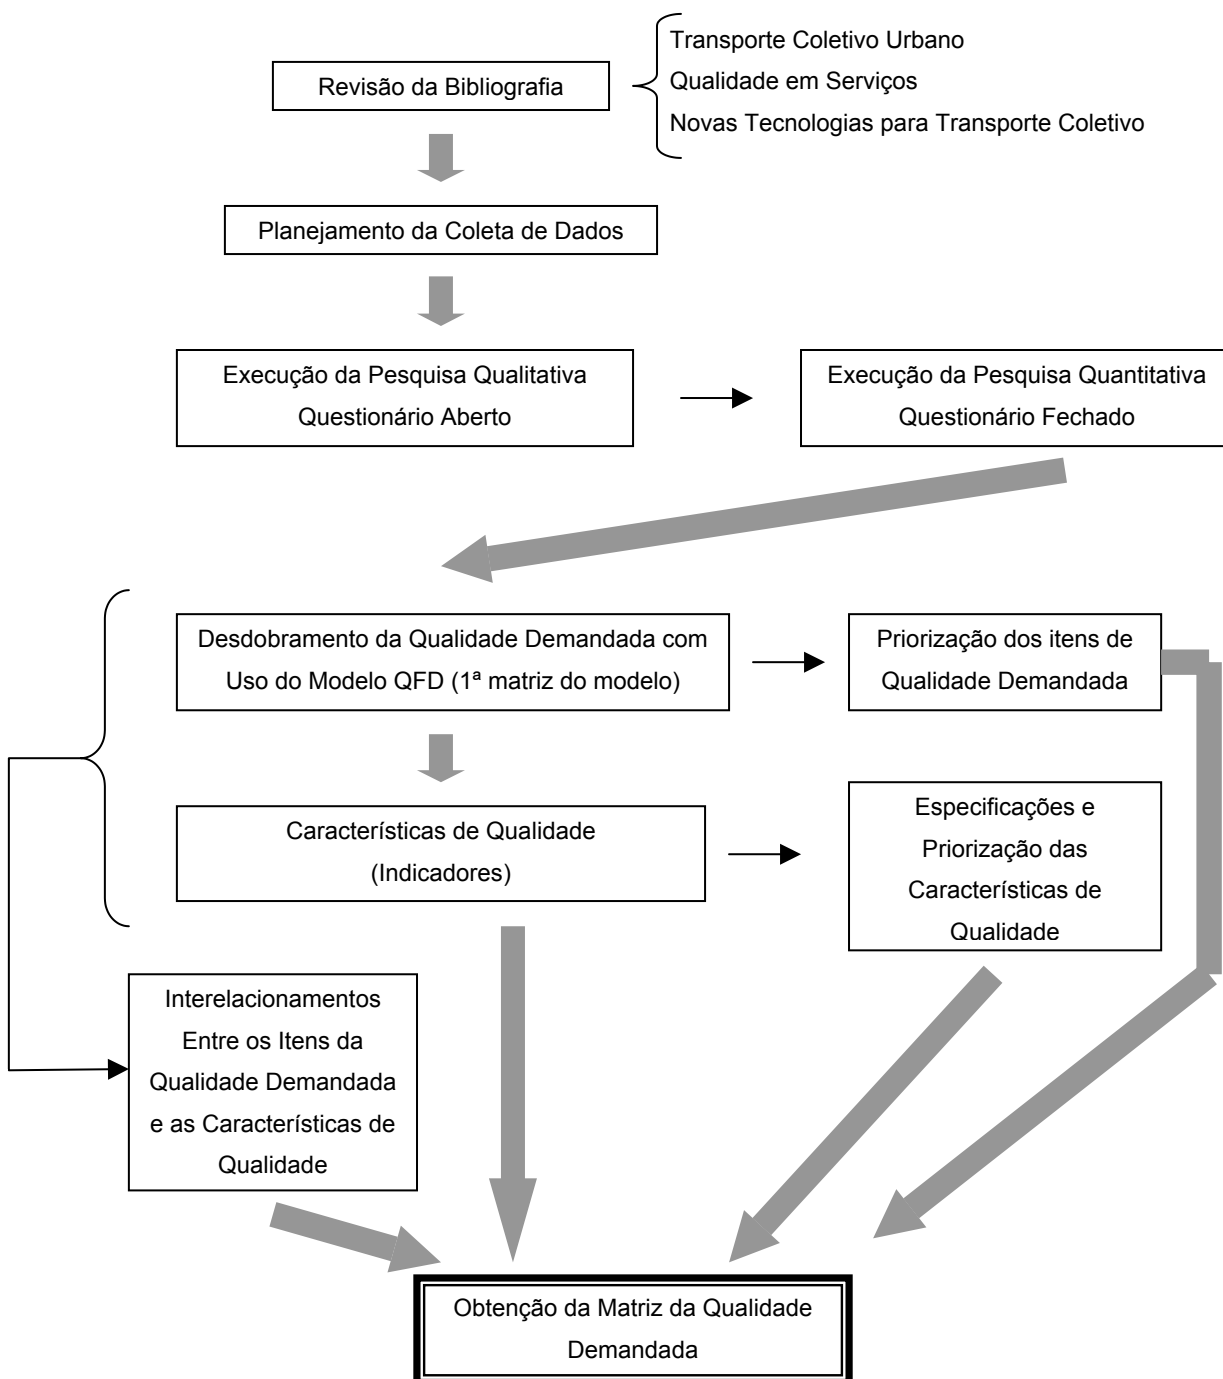 Revisão da Bibliografia
Transporte Coletivo Urbano
Qualidade em Serviços
Novas Tecnologias para Transporte Coletivo
Planejamento da Coleta de Dados
Execução da Pesquisa Qualitativa
Questionário Aberto
Execução da Pesquisa Quantitativa
Questionário Fechado
Desdobramento da Qualidade Demandada com
Uso do Modelo QFD (1ª matriz do modelo)
Priorização dos itens de
Qualidade Demandada
Características de Qualidade
(Indicadores)
Especificações e
Priorização das
Características de
Qualidade
Interelacionamentos
Entre os Itens da
Qualidade Demandada
e as Características de
Qualidade
Obtenção da Matriz da Qualidade
Demandada